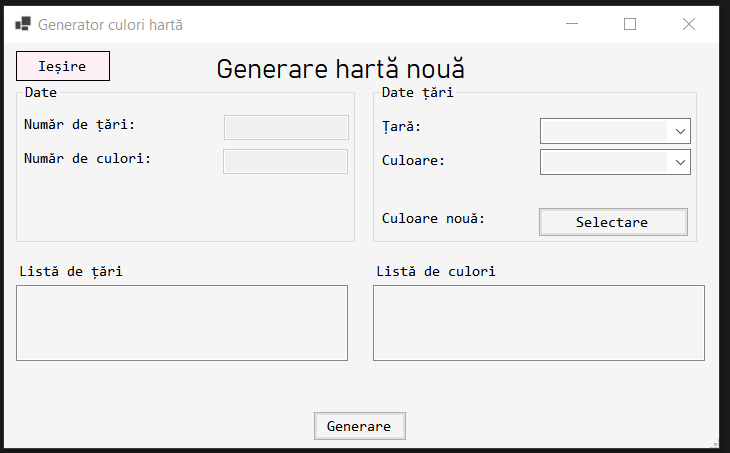 Generator culori hartă
Ieșire
Generare hartă nouă
Date
Număr de țări:
Număr de culori:
Date țări
Țară:
Culoare:
Culoare nouă:
Selectare
Listă de țări
Listă de culori
Generare